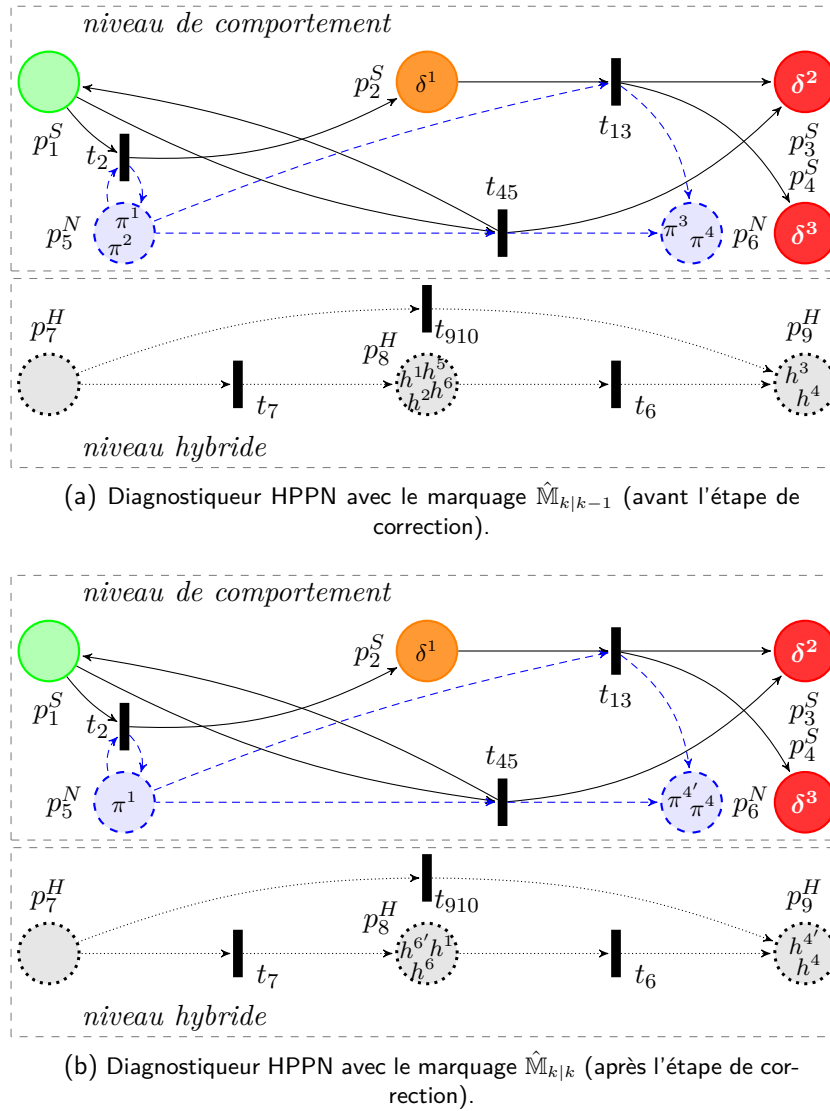 niveau de comportement
p_1^S
t_2
p_2^S
δ^1
t_13
δ^2
p_3^S
p_4^S
δ^3
t_45
p_5^N
π^1
π^2
π^3 π^4
p_6^N
p_7^H
t_910
p_8^H
h^1 h^5
h^2 h^6
p_9^H
h^3
h^4
t_7
t_6
niveau hybride
(a) Diagnostiqueur HPPN avec le marquage 𝕄̂_{k|k−1} (avant l'étape de
correction).
niveau de comportement
p_1^S
t_2
p_2^S
δ^1
t_13
δ^2
p_3^S
p_4^S
δ^3
t_45
p_5^N
π^1
π^{4'} π^4
p_6^N
p_7^H
t_910
p_8^H
h^{6'} h^1
h^6
p_9^H
h^{4'}
h^4
t_7
t_6
niveau hybride
(b) Diagnostiqueur HPPN avec le marquage 𝕄̂_{k|k} (après l'étape de cor-
rection).